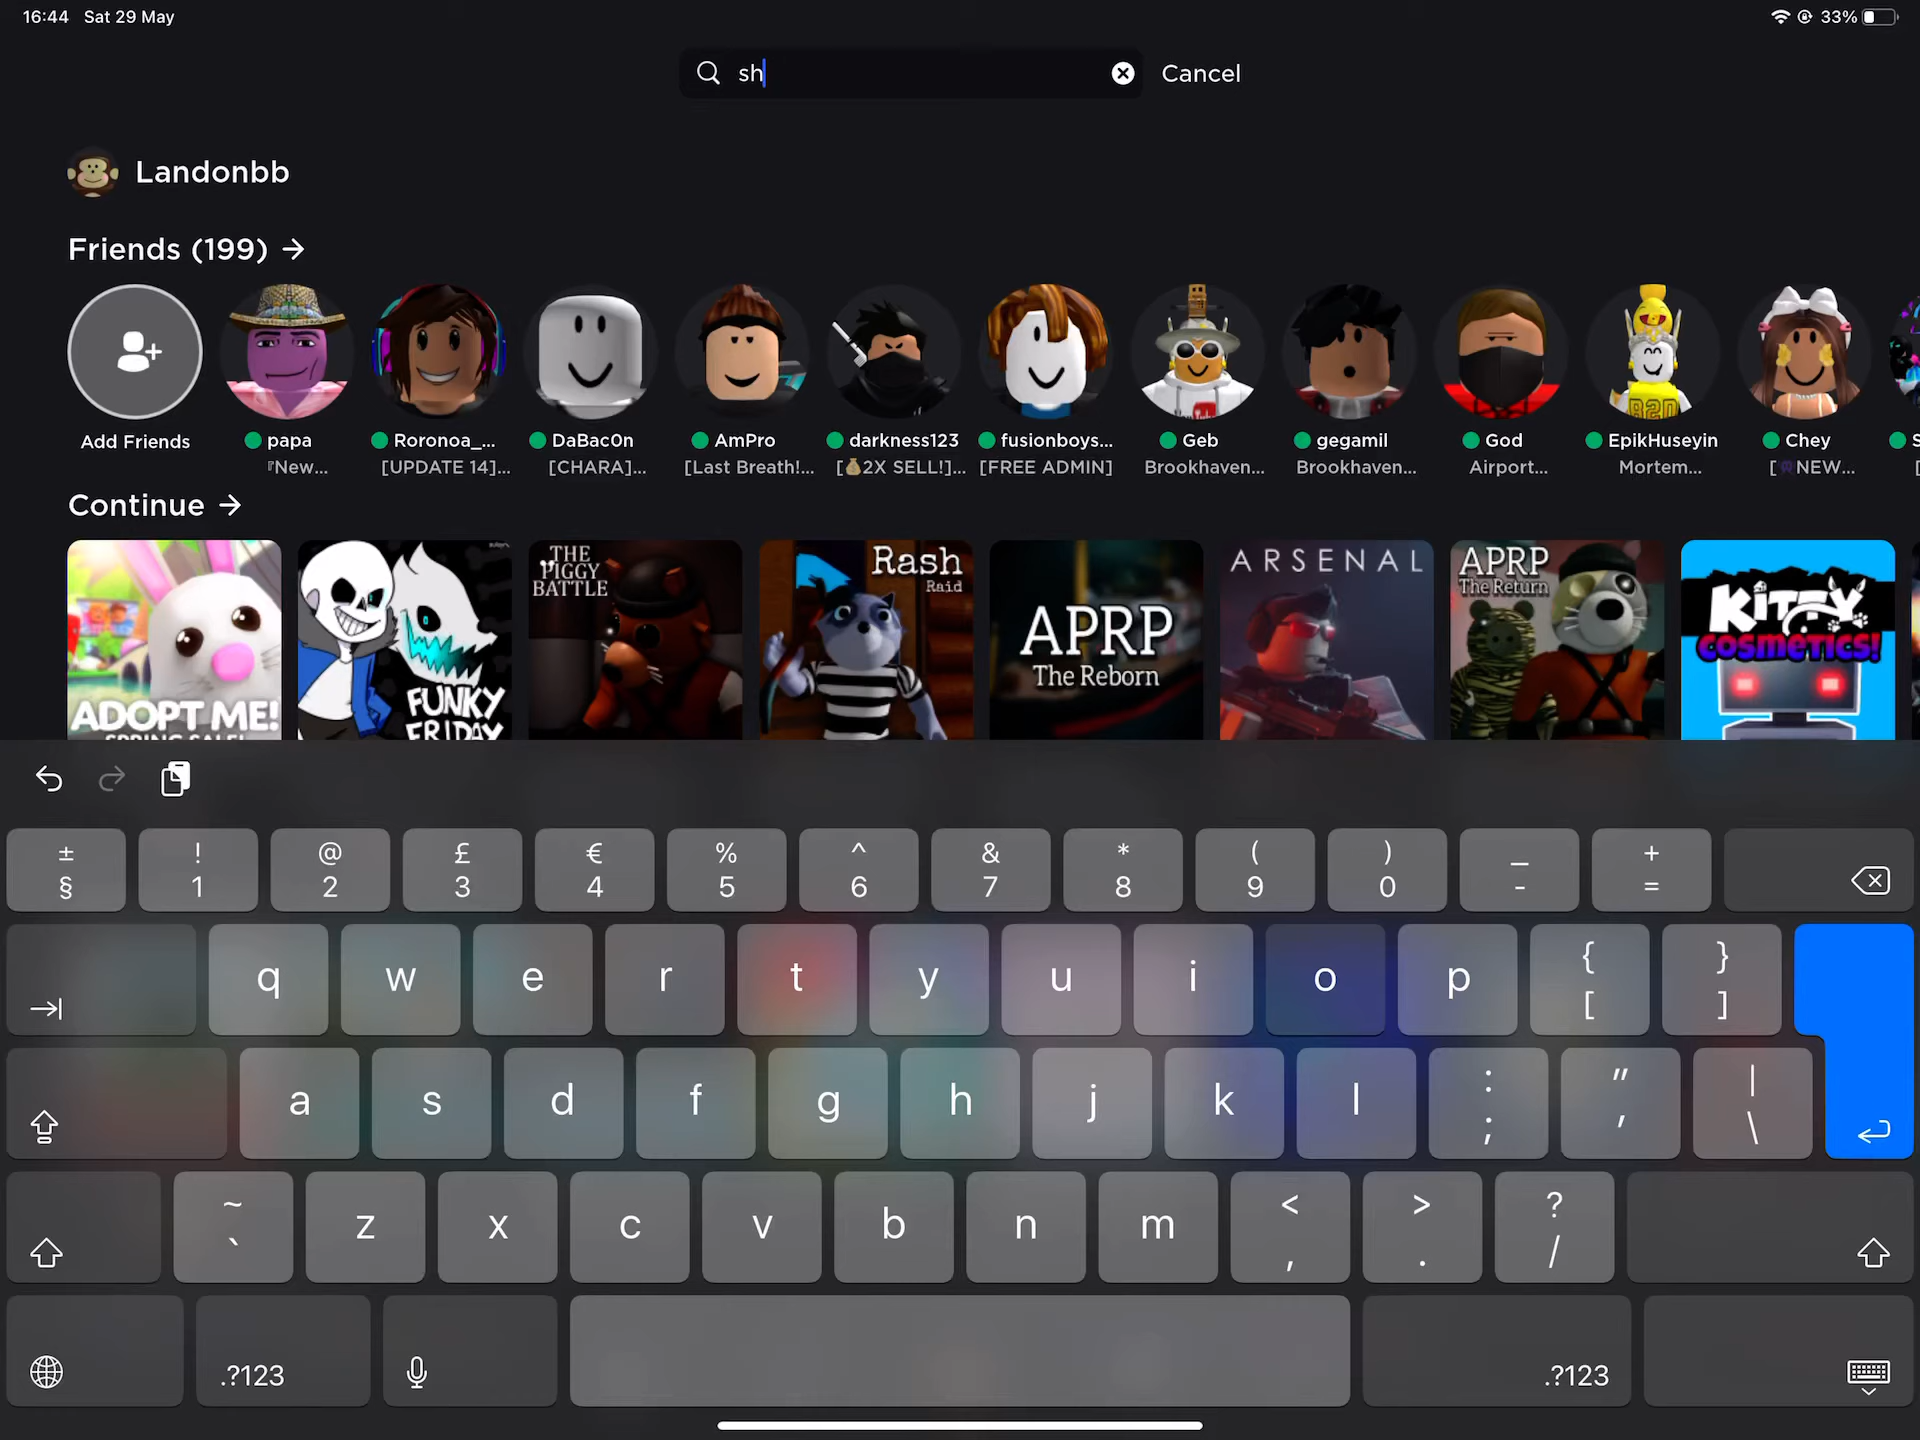 16:44 Sat 29 May
33%
sh
Cancel
Landonbb
Friends (199) →
Add Friends
papa
『New...
Roronoa_...
[UPDATE 14]...
DaBac0n
[CHARA]...
AmPro
[Last Breath!...
darkness123
[💰2X SELL!]...
fusionboys...
[FREE ADMIN]
Geb
Brookhaven...
gegamil
Brookhaven...
God
Airport...
EpikHuseyin
Mortem...
Chey
[NEW...
Continue →
ADOPT ME!
SPRING SALE!
FUNKY
FRIDAY
THE
PIGGY
BATTLE
Rash
Raid
APRP
The Reborn
ARSENAL
APRP
The Return
KITTY
COSMETICS!
± ! @ £ € % ^ & * ( ) _ +
§ 1 2 3 4 5 6 7 8 9 0 - =
q w e r t y u i o p { [ } ]
a s d f g h j k l : ; " ' | \
~ ` z x c v b n m < , > . ? /
.?123 .?123